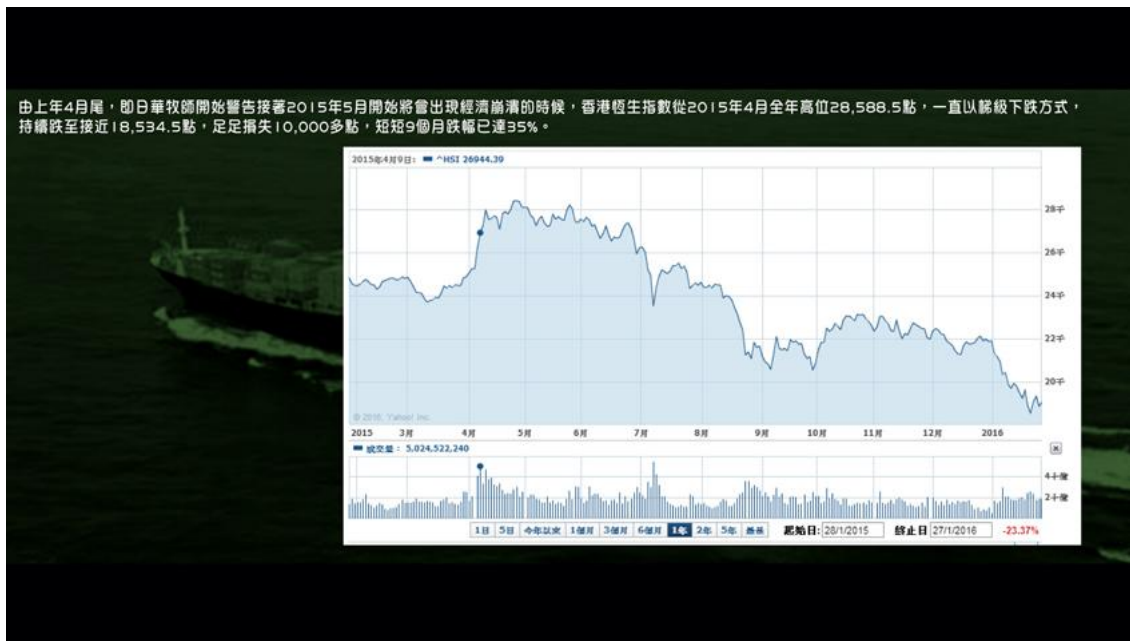 由上年4月尾，即日華牧師開始警告接著2015年5月開始將會出現經濟崩潰的時候，香港恆生指數從2015年4月全年高位28,588.5點，一直以梯級下跌方式，
持續跌至接近18,534.5點，足足損失10,000多點，短短9個月跌幅已達35%。
2015年4月9日： ^HSI 26944.39
28千
26千
24千
22千
20千
© 2016, Yahoo! Inc.
2015 3月 4月 5月 6月 7月 8月 9月 10月 11月 12月 2016
成交量： 5,024,522,240
4十億
2十億
1日 5日 今年以來 1個月 3個月 6個月 1年 2年 5年 最長 起始日: 28/1/2015 終止日 27/1/2016 -23.37%